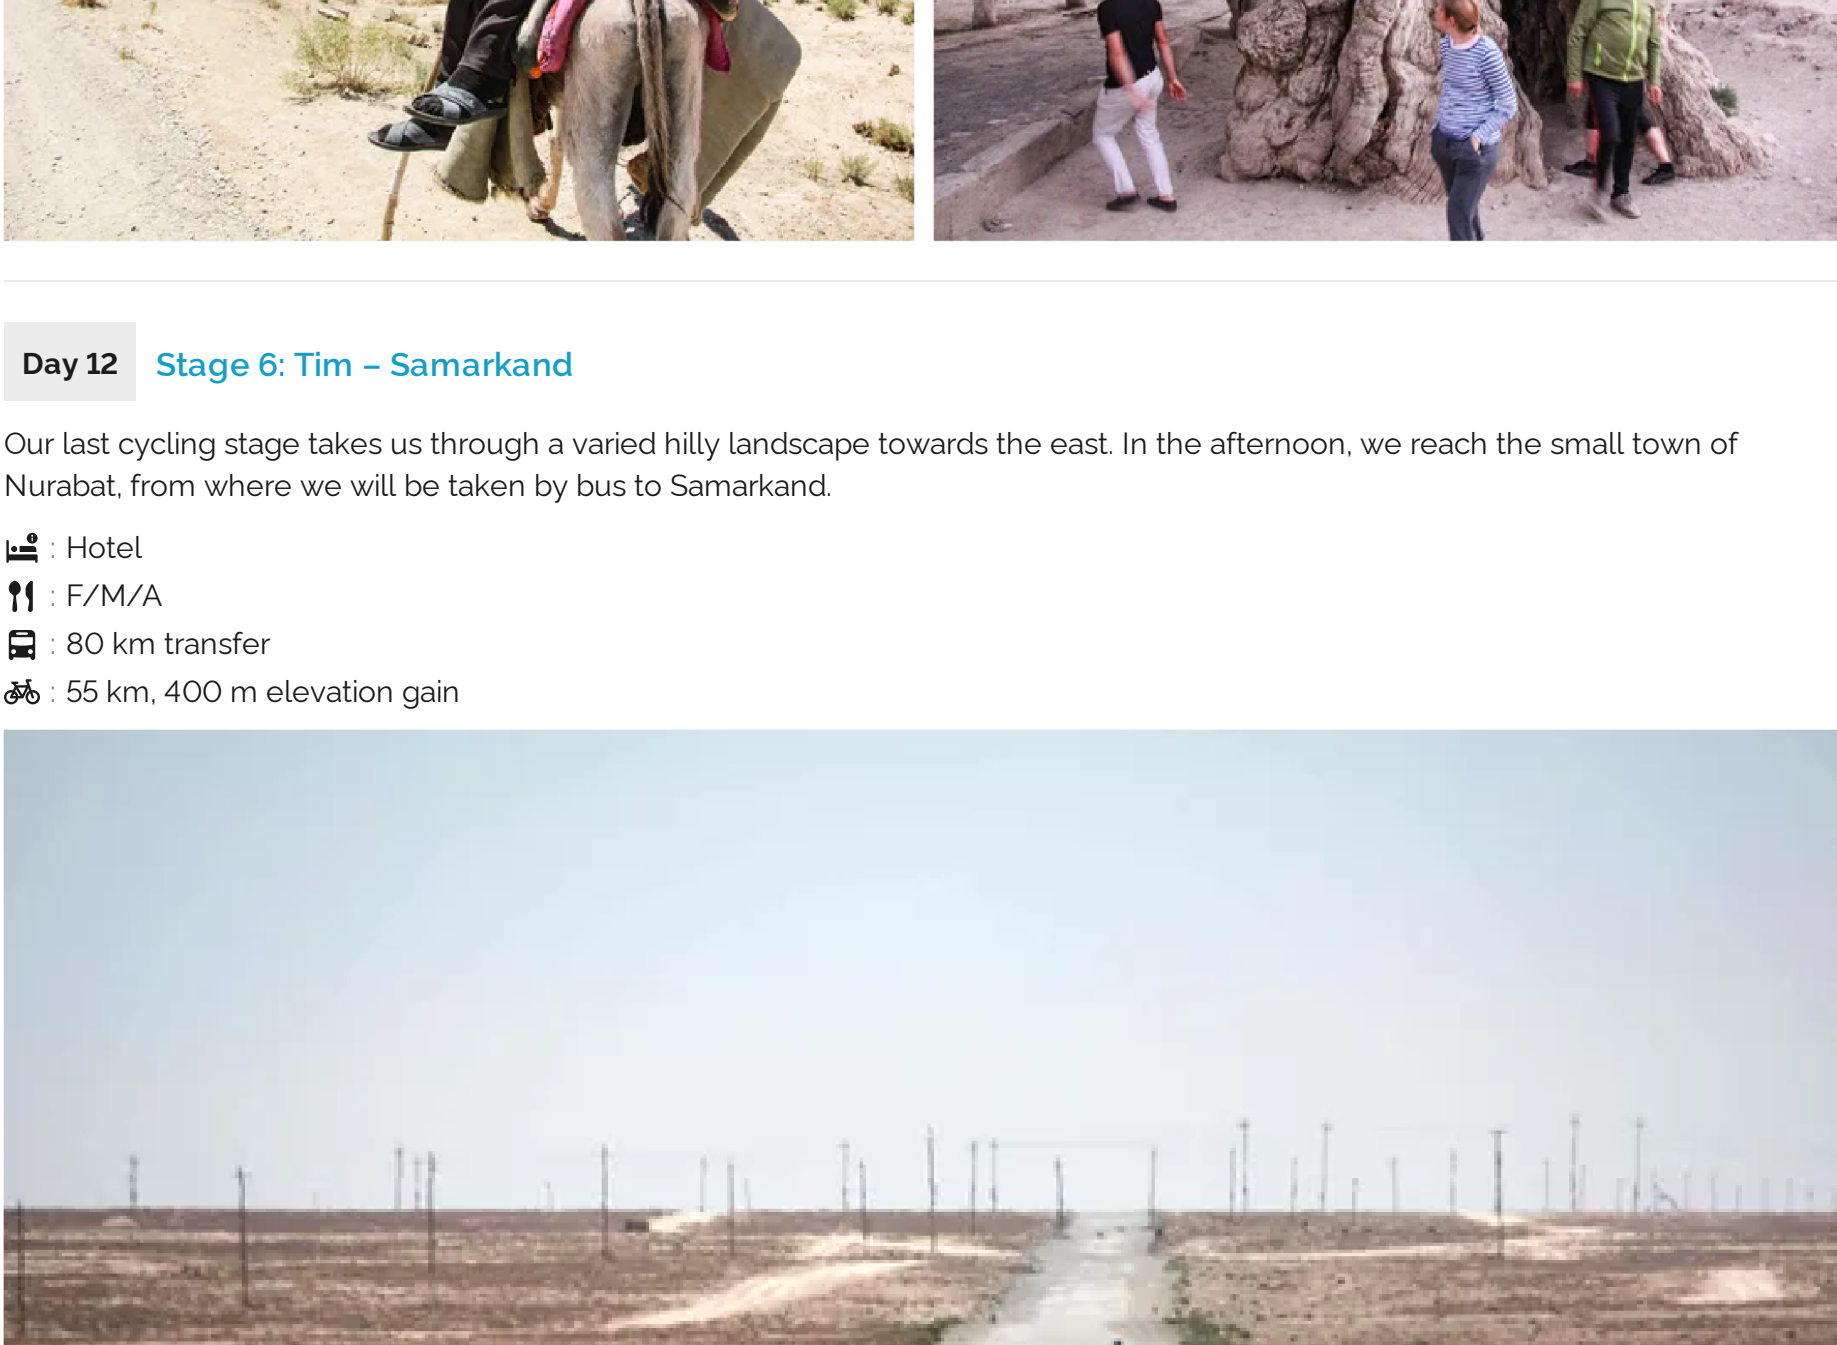 Day 12
Stage 6: Tim – Samarkand
Our last cycling stage takes us through a varied hilly landscape towards the east. In the afternoon, we reach the small town of
Nurabat, from where we will be taken by bus to Samarkand.
: Hotel
: F/M/A
: 80 km transfer
: 55 km, 400 m elevation gain